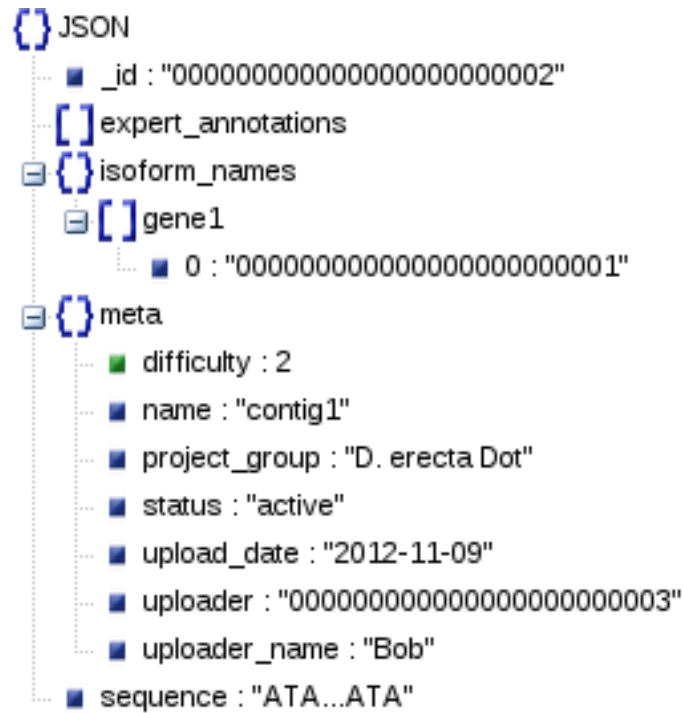 JSON
_id : "000000000000000000000002"
expert_annotations
isoform_names
gene1
0 : "000000000000000000000001"
meta
difficulty : 2
name : "contig1"
project_group : "D. erecta Dot"
status : "active"
upload_date : "2012-11-09"
uploader : "000000000000000000000003"
uploader_name : "Bob"
sequence : "ATA...ATA"